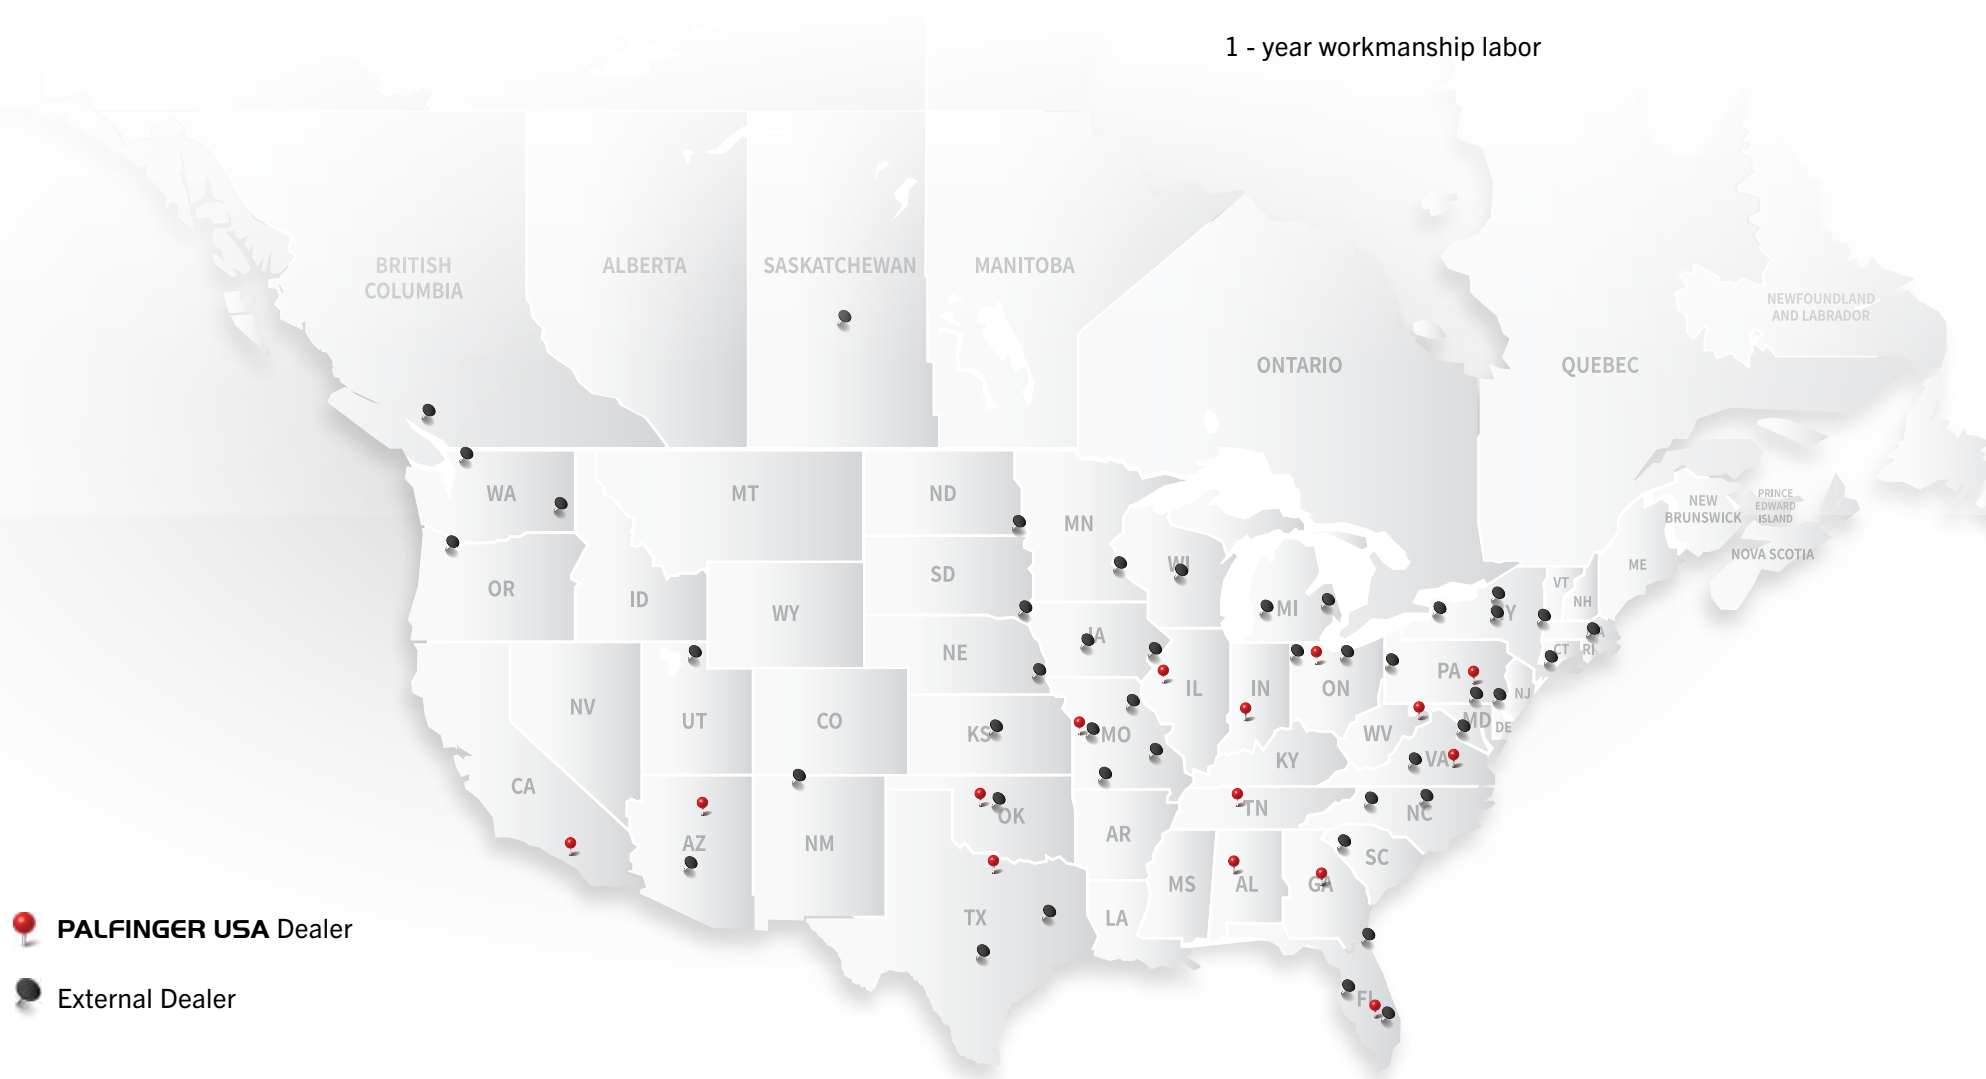 1 - year workmanship labor
BRITISH
COLUMBIA
ALBERTA
SASKATCHEWAN
MANITOBA
ONTARIO
QUEBEC
NEWFOUNDLAND
AND LABRADOR
NEW
BRUNSWICK
PRINCE
EDWARD
ISLAND
NOVA SCOTIA
WA
MT
ND
MN
WI
ME
VT
NH
OR
ID
WY
SD
MI
Y
A
CT
RI
NE
IA
IL
IN
ON
PA
NJ
NV
UT
CO
KS
MO
WV
MD
DE
VA
KY
CA
AZ
NM
OK
AR
TN
NC
SC
MS
AL
GA
TX
LA
FL
PALFINGER USA Dealer
External Dealer